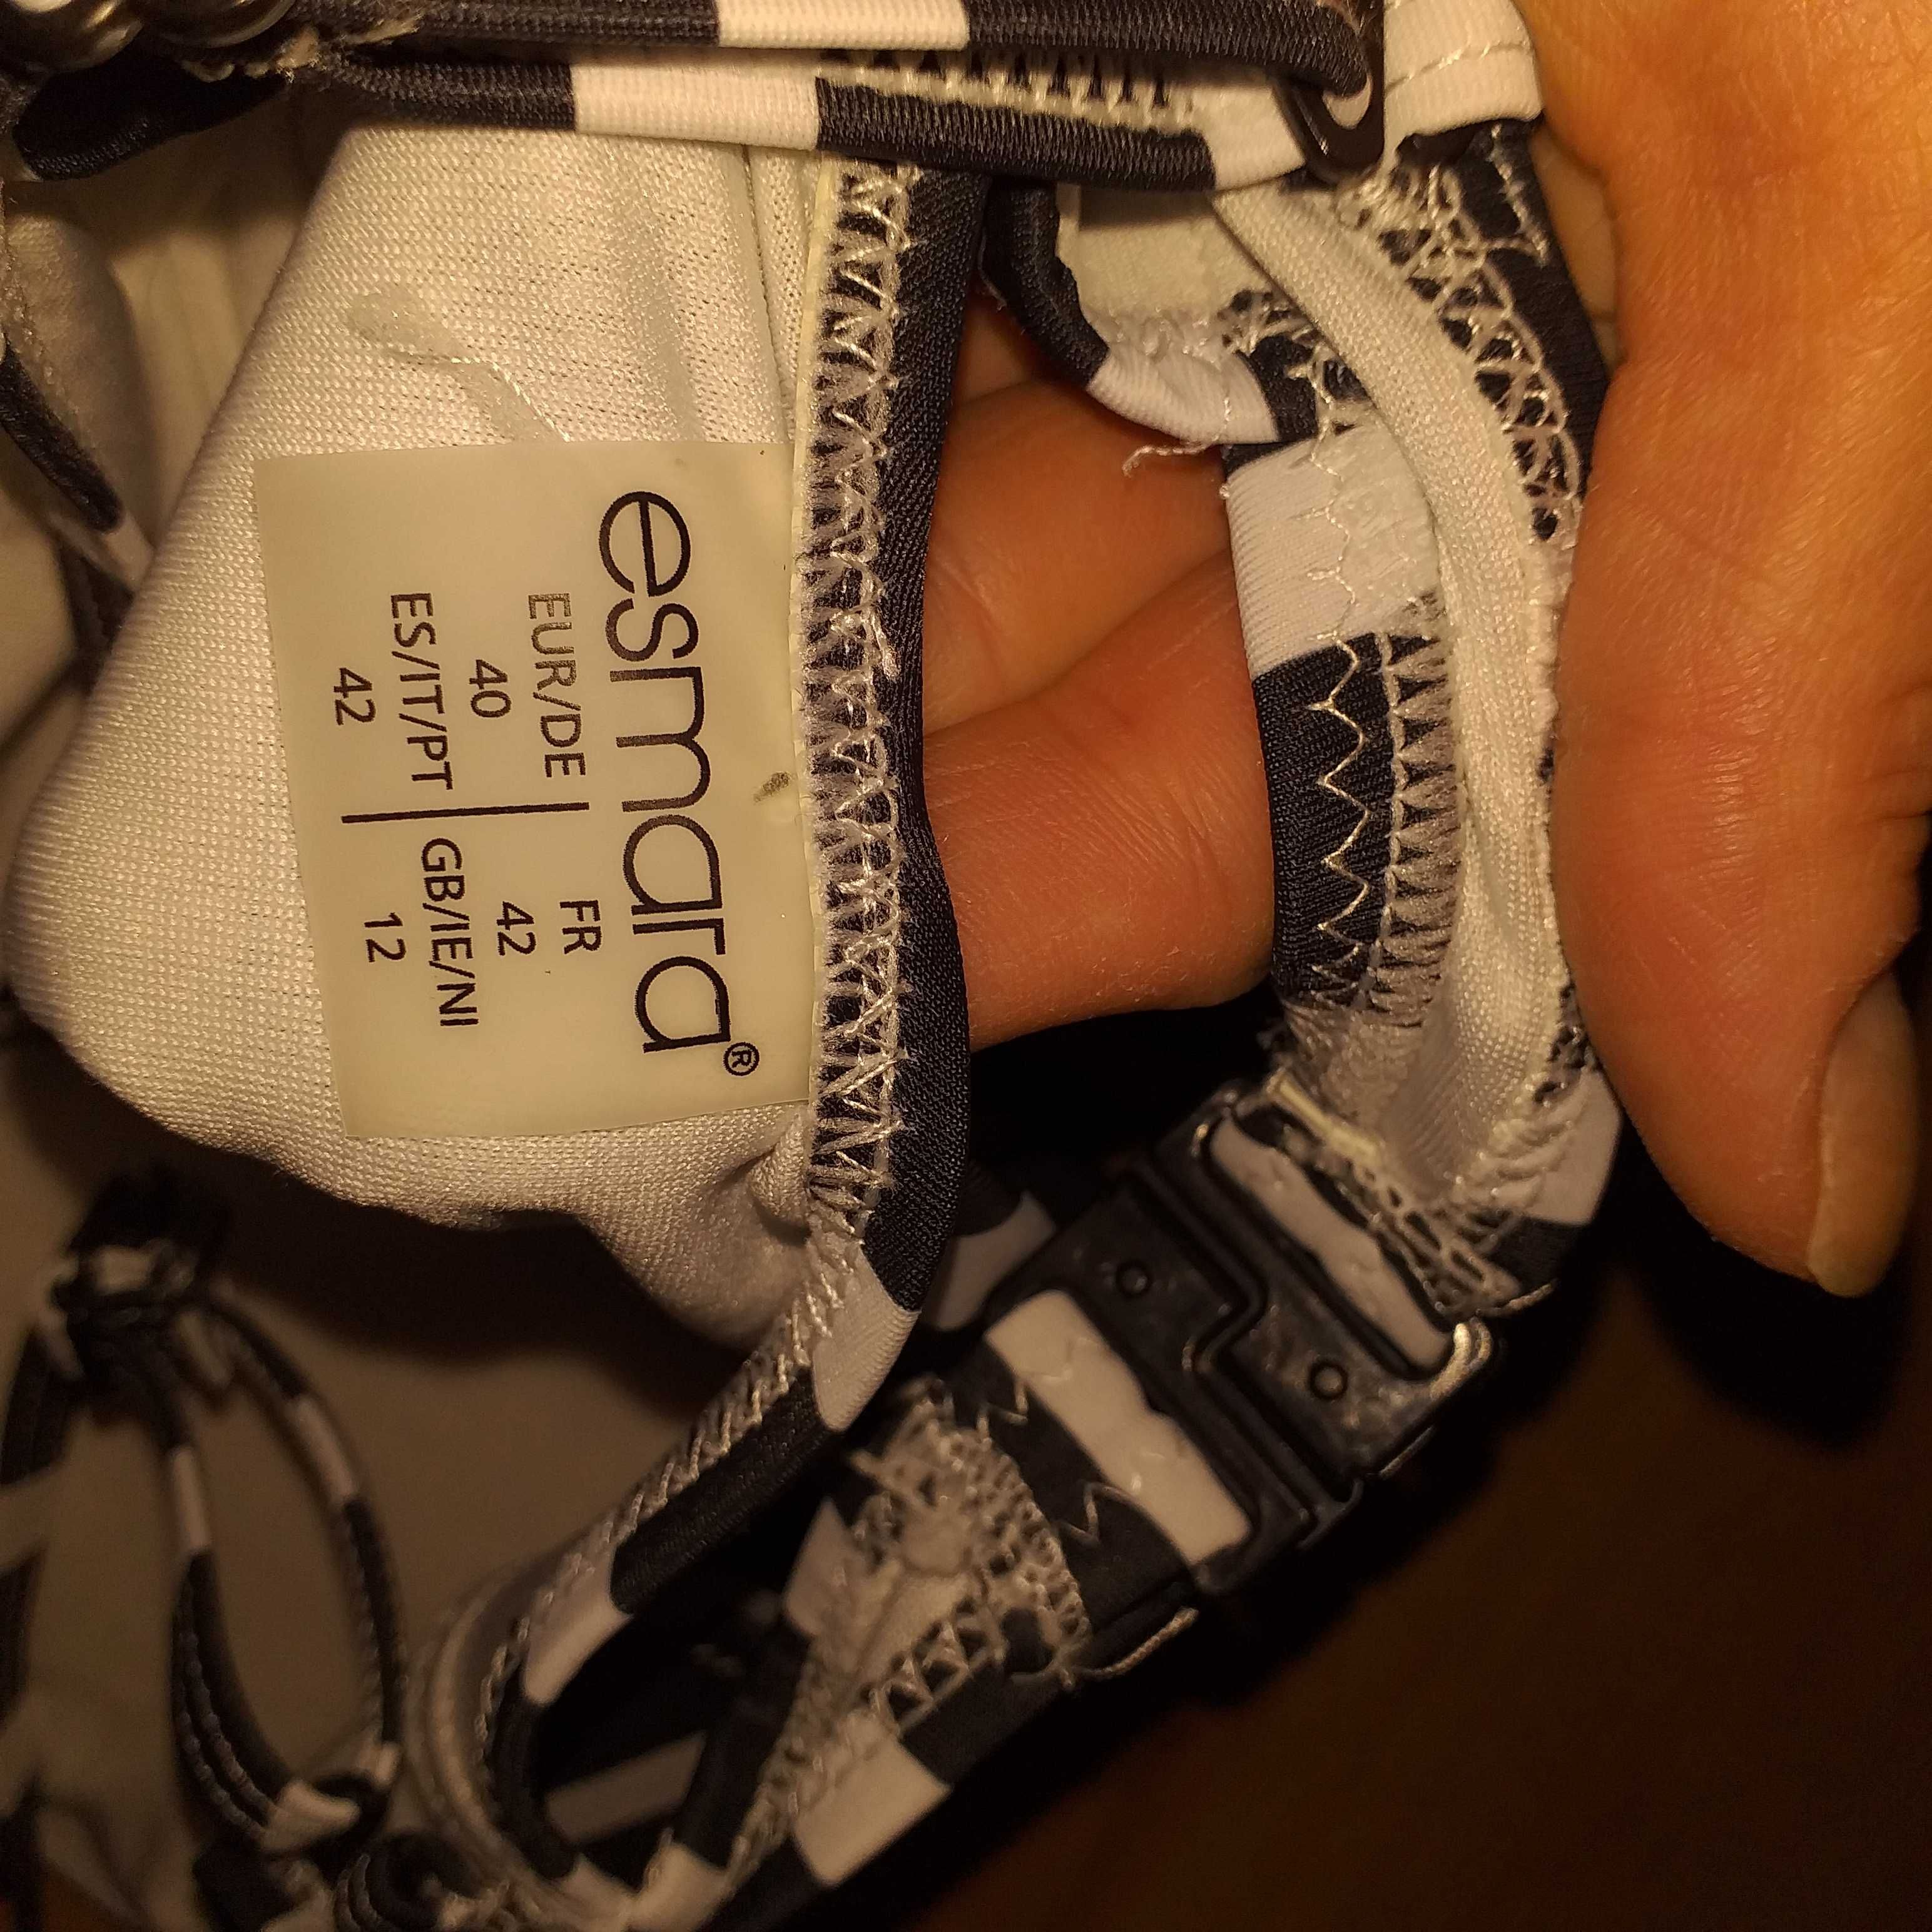 esmara®
EUR/DE FR
40 42
ES/IT/PT GB/IE/NI
42 12